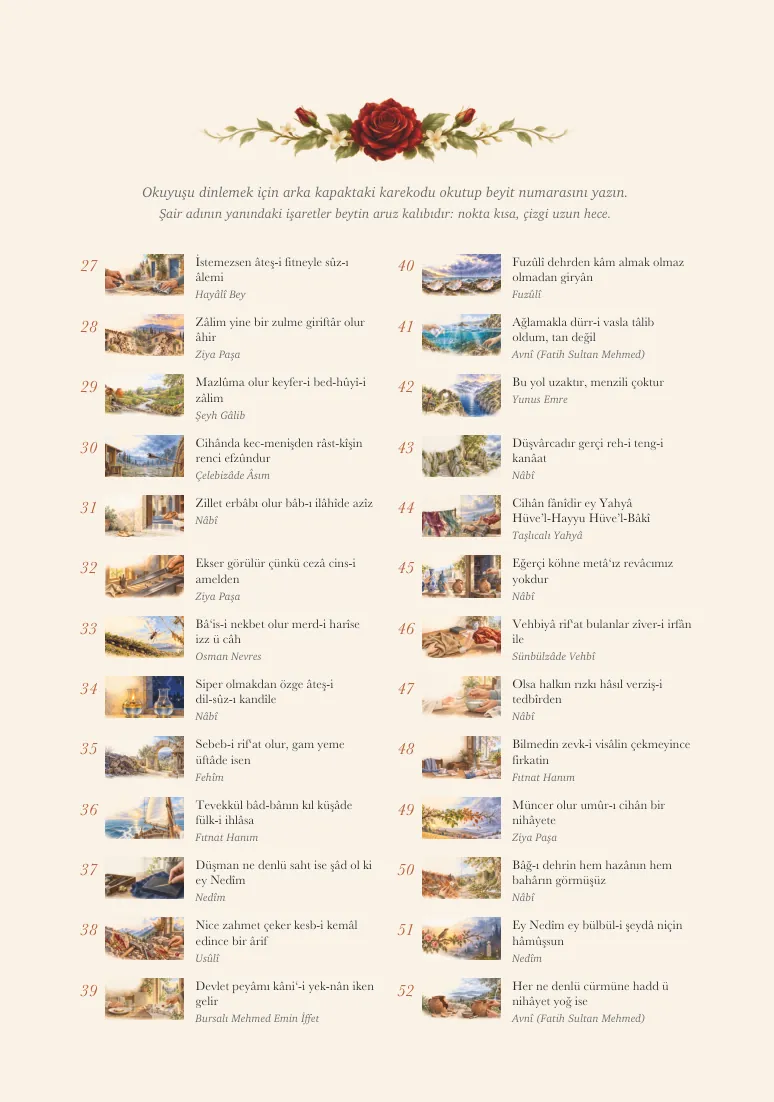 Okuyuşu dinlemek için arka kapaktaki karekodu okutup beyit numarasını yazın.
Şair adının yanındaki işaretler beytin aruz kalıbıdır: nokta kısa, çizgi uzun hece.
27
İstemezsen âteş-i fitneyle sûz-ı
âlemi
Hayâlî Bey
28
Zâlim yine bir zulme giriftâr olur
âhir
Ziya Paşa
29
Mazlûma olur keyfer-i bed-hûyî-i
zâlim
Şeyh Gâlib
30
Cihânda kec-menişden râst-kîşin
renci efzûndur
Çelebizâde Âsım
31
Zillet erbâbı olur bâb-ı ilâhîde azîz
Nâbî
32
Ekser görülür çünkü cezâ cins-i
amelden
Ziya Paşa
33
Bâ‘is-i nekbet olur merd-i harîse
izz ü câh
Osman Nevres
34
Siper olmakdan özge âteş-i
dil-sûz-ı kandîle
Nâbî
35
Sebeb-i rif‘at olur, gam yeme
üftâde isen
Fehîm
36
Tevekkül bâd-bânın kıl küşâde
fülk-i ihlâsa
Fıtnat Hanım
37
Düşman ne denlü saht ise şâd ol ki
ey Nedîm
Nedîm
38
Nice zahmet çeker kesb-i kemâl
edince bir ârif
Usûlî
39
Devlet peyâmı kâni‘-i yek-nân iken
gelir
Bursalı Mehmed Emin İffet
40
Fuzûlî dehrden kâm almak olmaz
olmadan giryân
Fuzûlî
41
Ağlamakla dürr-i vasla tâlib
oldum, tan değil
Avnî (Fatih Sultan Mehmed)
42
Bu yol uzaktır, menzili çoktur
Yunus Emre
43
Düşvârcadır gerçi reh-i teng-i
kanâat
Nâbî
44
Cihân fânîdir ey Yahyâ
Hüve’l-Hayyu Hüve’l-Bâkî
Taşlıcalı Yahyâ
45
Eğerçi köhne metâ‘ız revâcımız
yokdur
Nâbî
46
Vehbiyâ rif‘at bulanlar zîver-i irfân
ile
Sünbülzâde Vehbî
47
Olsa halkın rızkı hâsıl verziş-i
tedbîrden
Nâbî
48
Bilmedin zevk-i visâlin çekmeyince
firkatin
Fıtnat Hanım
49
Müncer olur umûr-ı cihân bir
nihâyete
Ziya Paşa
50
Bâğ-ı dehrin hem hazânın hem
bahârın görmüşüz
Nâbî
51
Ey Nedîm ey bülbül-i şeydâ niçin
hâmûşsun
Nedîm
52
Her ne denlü cürmüne hadd ü
nihâyet yoğ ise
Avnî (Fatih Sultan Mehmed)